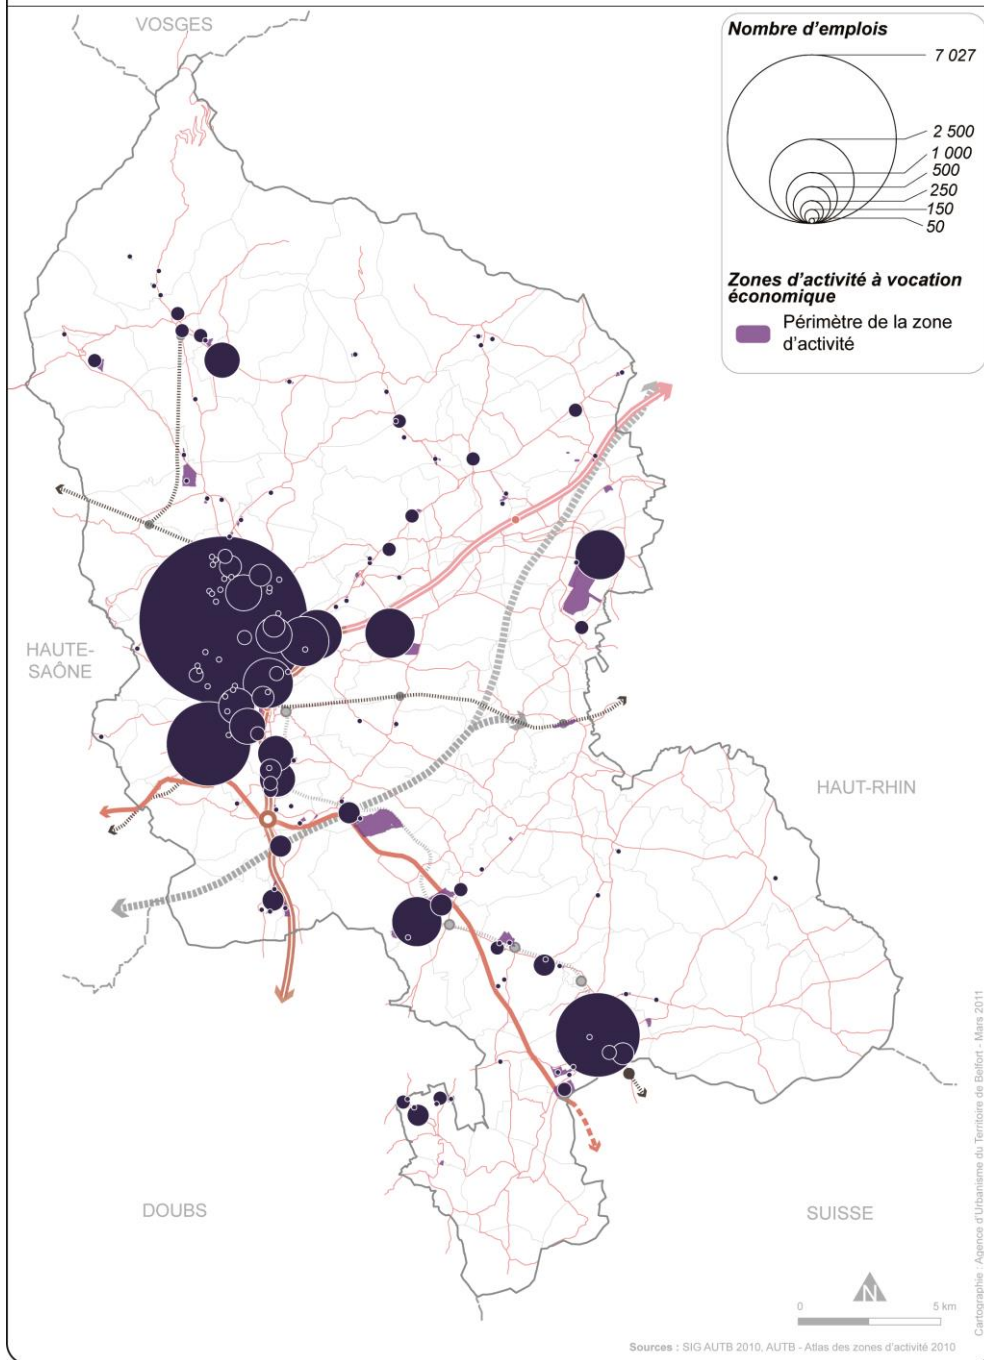 VOSGES
Nombre d'emplois
7 027
2 500
1 000
500
250
150
50
Zones d'activité à vocation
économique
Périmètre de la zone
d'activité
HAUTE-
SAÔNE
HAUT-RHIN
DOUBS
SUISSE
N
0 5 km
Sources : SIG AUTB 2010, AUTB - Atlas des zones d'activité 2010
Cartographie : Agence d'Urbanisme du Territoire de Belfort - Mars 2011